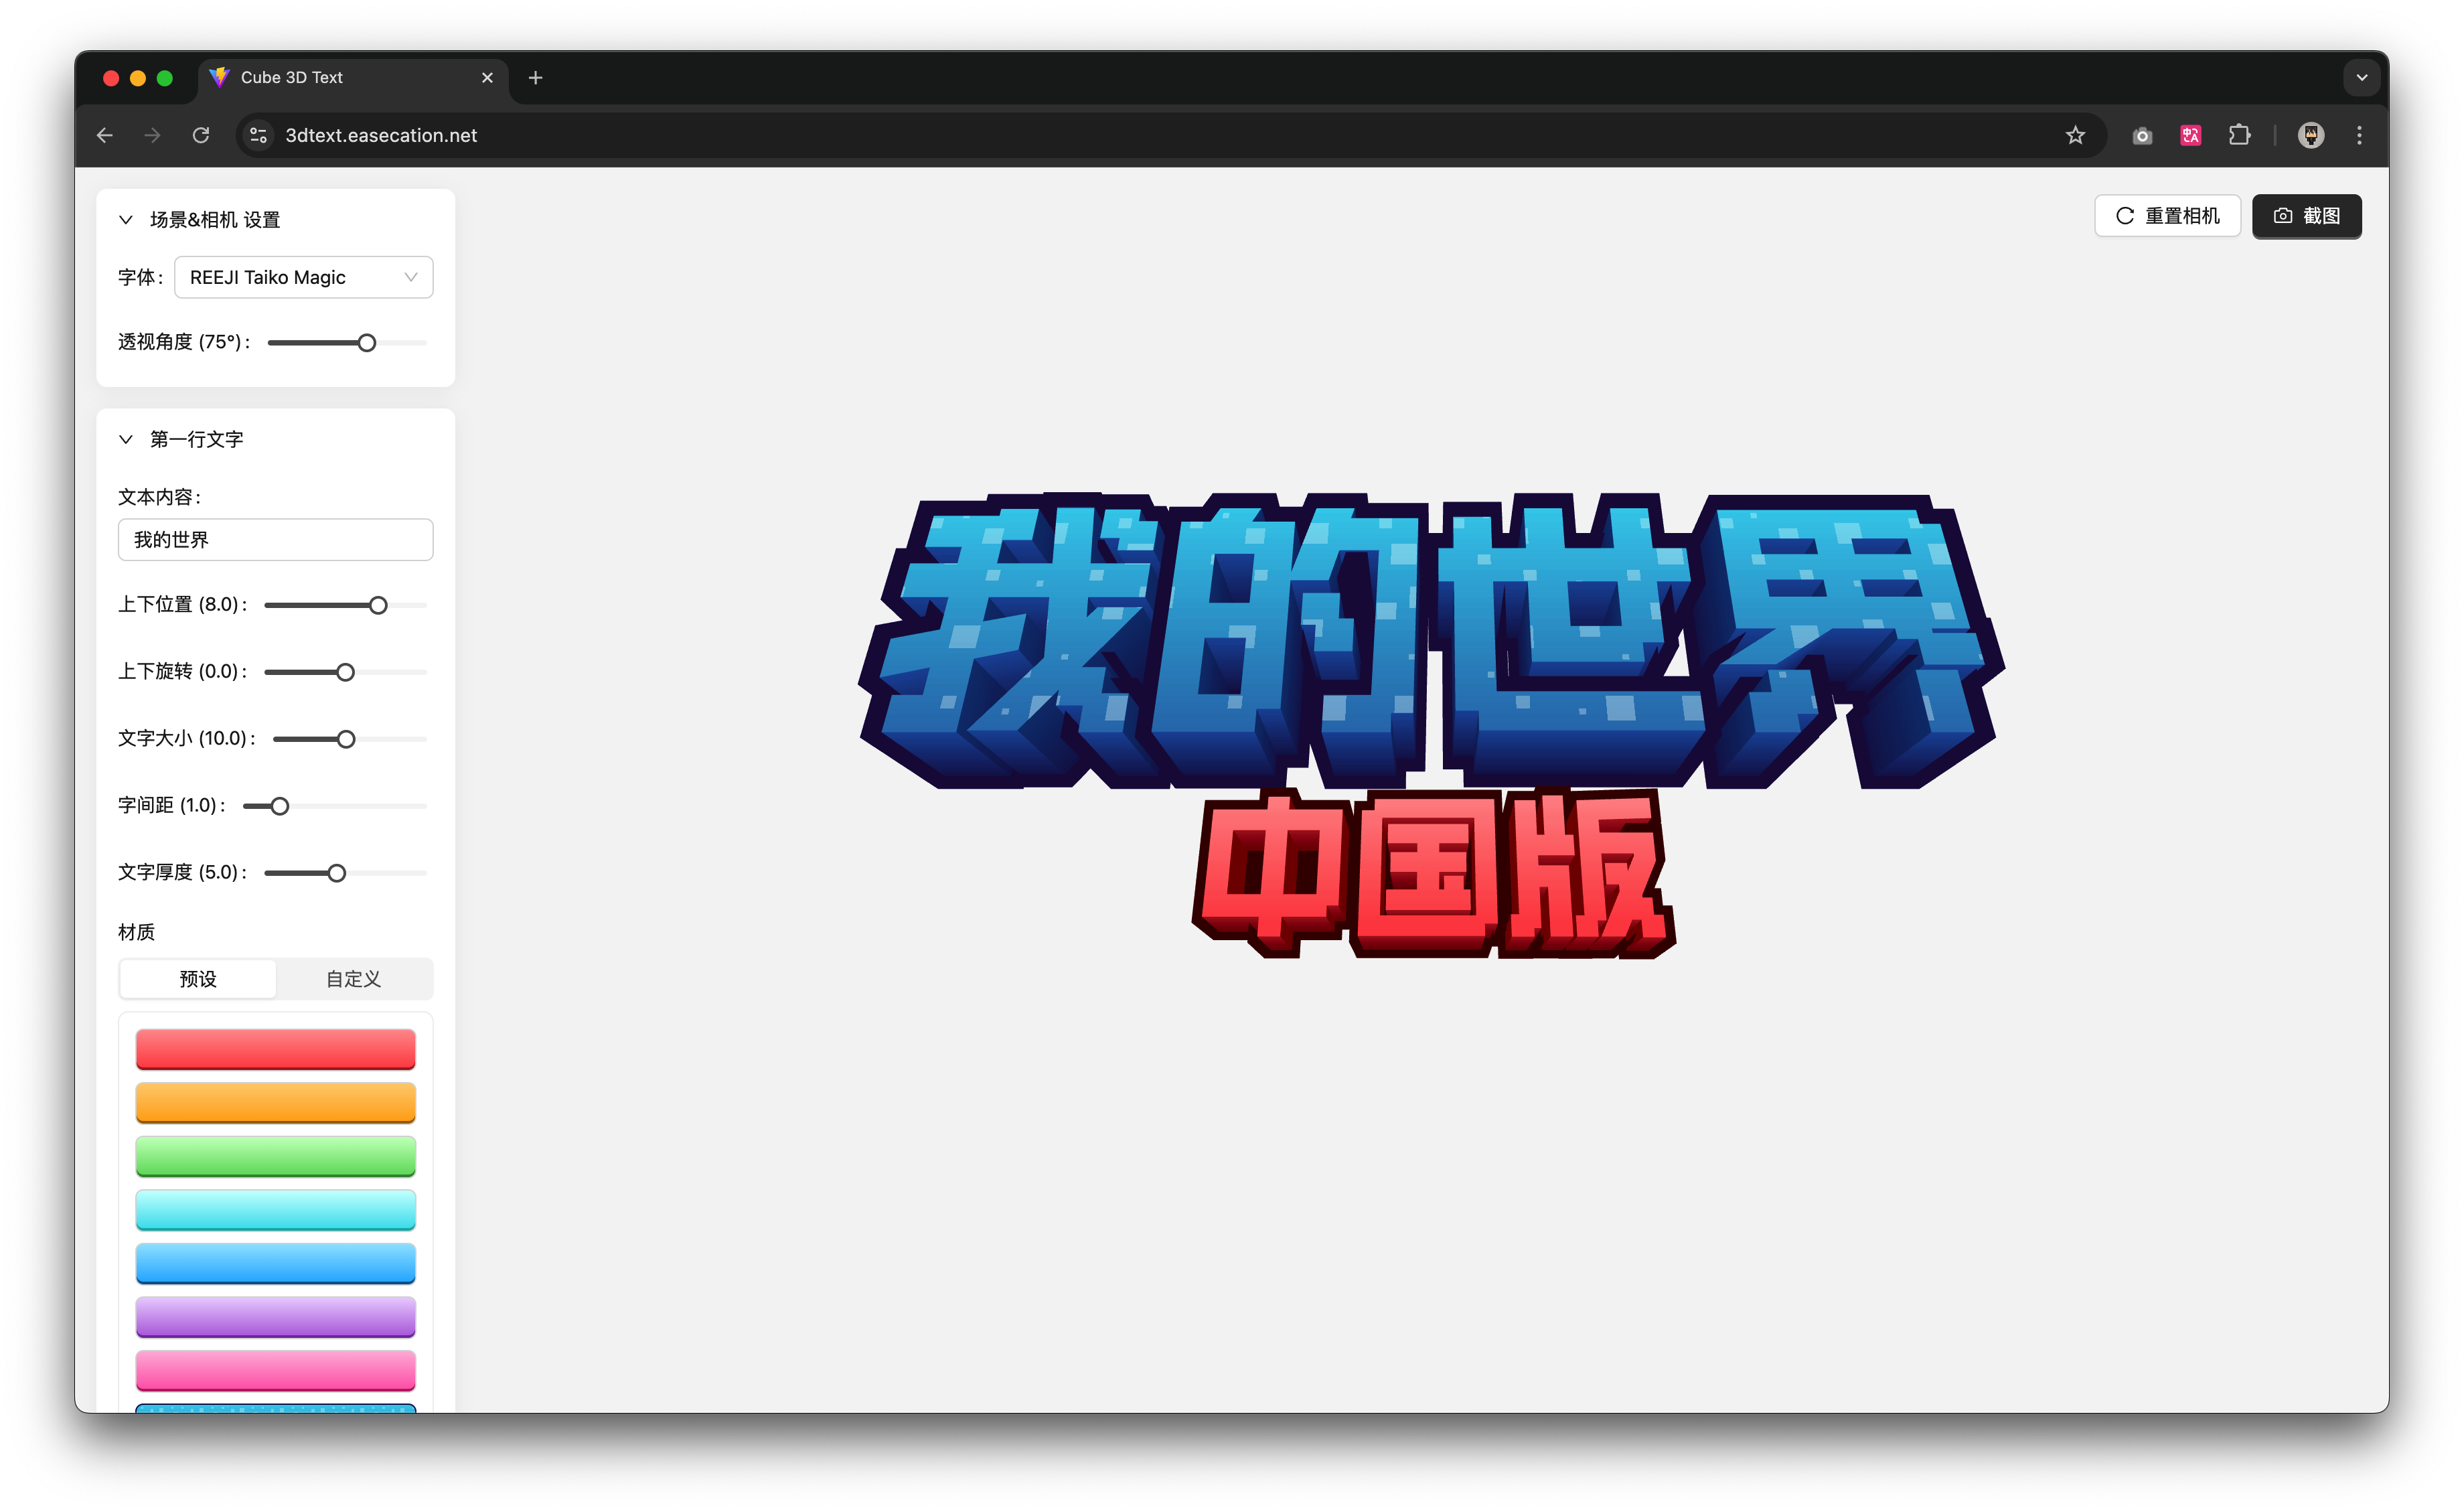 Cube 3D Text
3dtext.easecation.net
场景&相机 设置
字体:
REEJI Taiko Magic
透视角度 (75°):
重置相机
截图
第一行文字
文本内容:
我的世界
上下位置 (8.0):
上下旋转 (0.0):
文字大小 (10.0):
字间距 (1.0):
文字厚度 (5.0):
材质
预设
自定义
我的世界
中国版